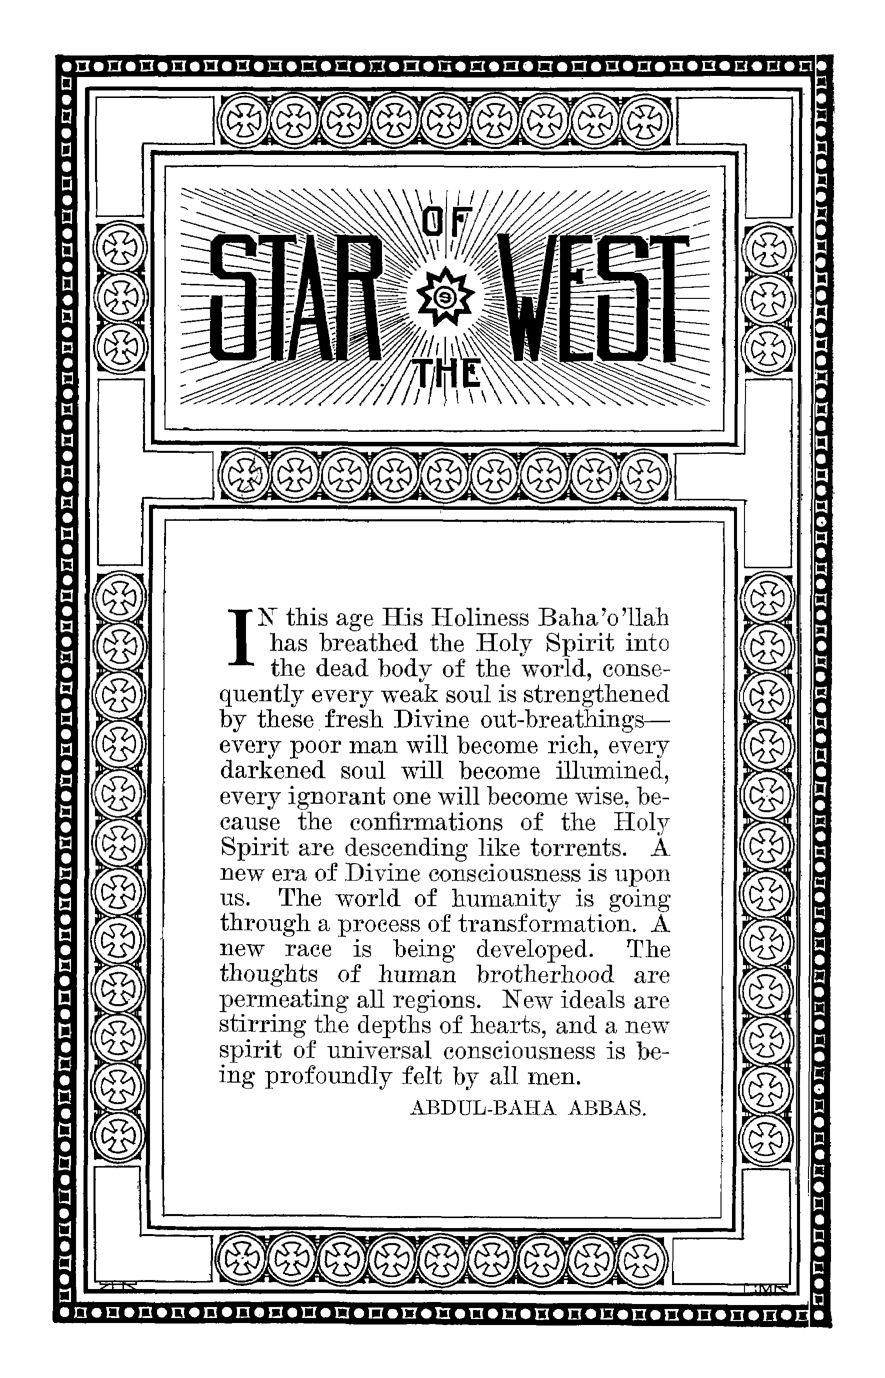 STAR OF THE WEST
IN this age His Holiness Baha'o'llah
has breathed the Holy Spirit into
the dead body of the world, conse-
quently every weak soul is strengthened
by these fresh Divine out-breathings—
every poor man will become rich, every
darkened soul will become illumined,
every ignorant one will become wise, be-
cause the confirmations of the Holy
Spirit are descending like torrents. A
new era of Divine consciousness is upon
us. The world of humanity is going
through a process of transformation. A
new race is being developed. The
thoughts of human brotherhood are
permeating all regions. New ideals are
stirring the depths of hearts, and a new
spirit of universal consciousness is be-
ing profoundly felt by all men.
ABDUL-BAHA ABBAS.